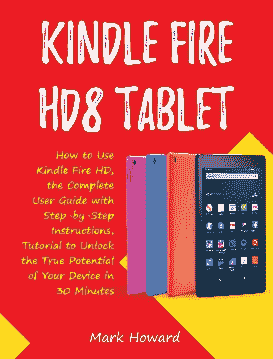 KINDLE FIRE
HD8 TABLET
How to Use
Kindle Fire HD,
the Complete
User Guide with
Step-by-Step
Instructions,
Tutorial to Unlock
the True Potential
of Your Device in
30 Minutes
Mark Howard